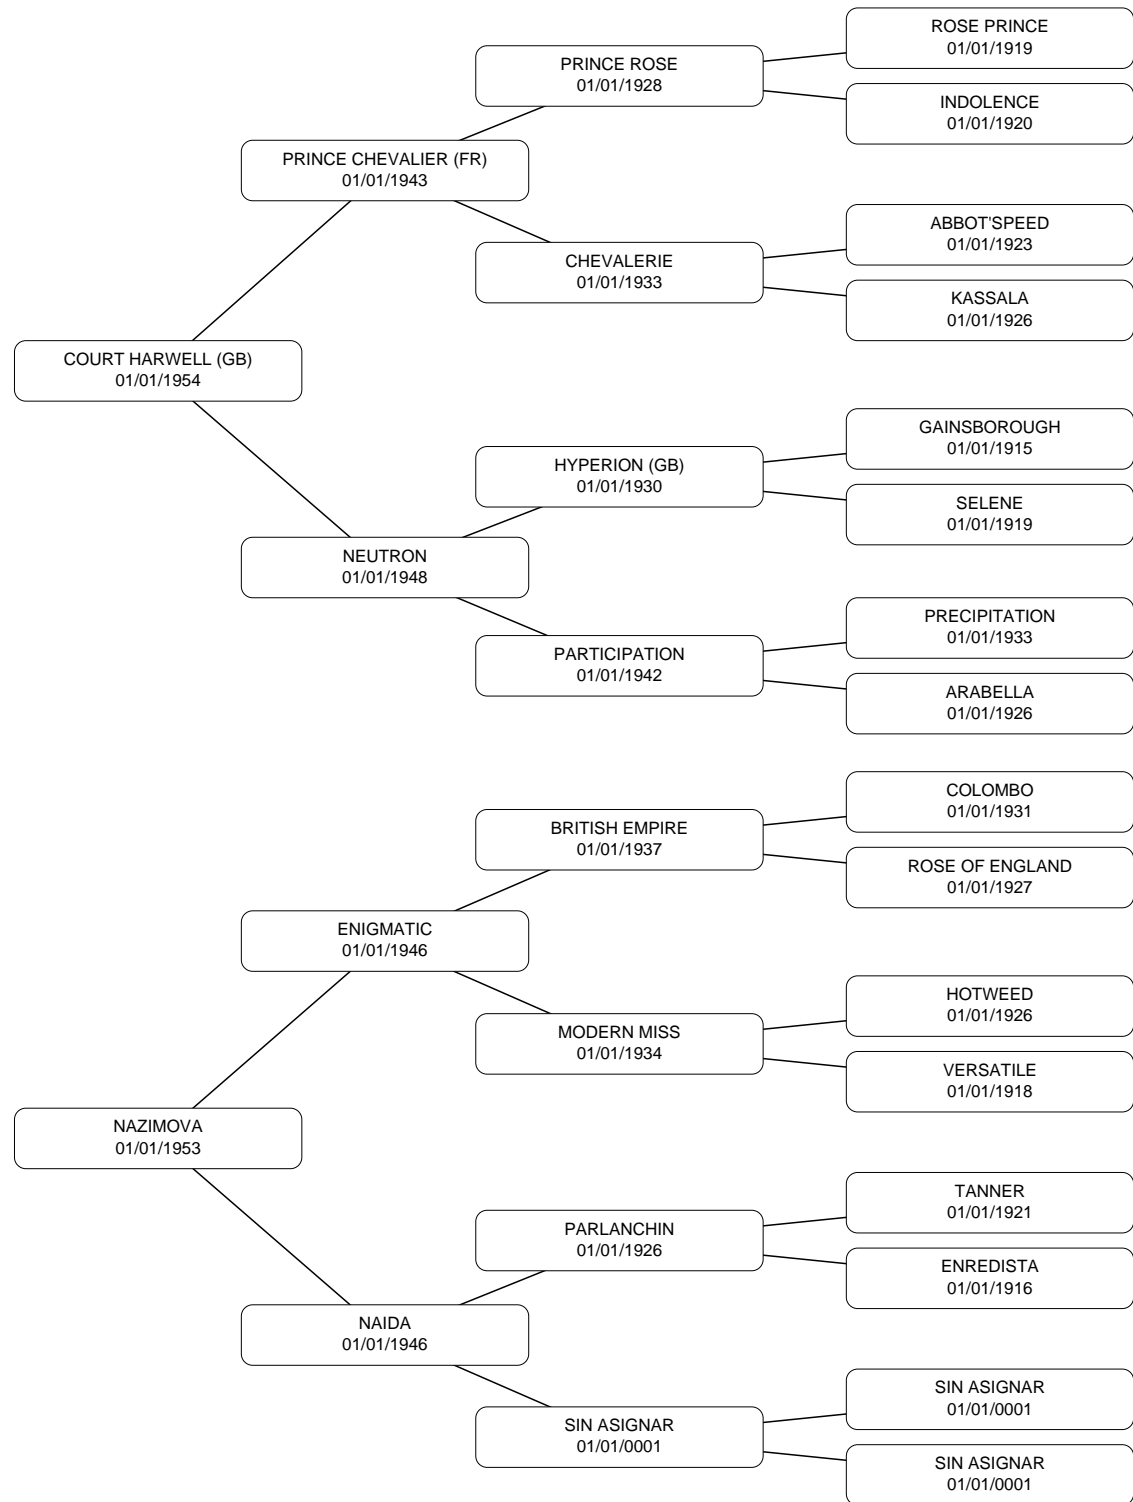 ROSE PRINCE
01/01/1919
PRINCE ROSE
01/01/1928
INDOLENCE
01/01/1920
PRINCE CHEVALIER (FR)
01/01/1943
ABBOT'SPEED
01/01/1923
CHEVALERIE
01/01/1933
KASSALA
01/01/1926
COURT HARWELL (GB)
01/01/1954
GAINSBOROUGH
01/01/1915
HYPERION (GB)
01/01/1930
SELENE
01/01/1919
NEUTRON
01/01/1948
PRECIPITATION
01/01/1933
PARTICIPATION
01/01/1942
ARABELLA
01/01/1926
COLOMBO
01/01/1931
BRITISH EMPIRE
01/01/1937
ROSE OF ENGLAND
01/01/1927
ENIGMATIC
01/01/1946
HOTWEED
01/01/1926
MODERN MISS
01/01/1934
VERSATILE
01/01/1918
NAZIMOVA
01/01/1953
TANNER
01/01/1921
PARLANCHIN
01/01/1926
ENREDISTA
01/01/1916
NAIDA
01/01/1946
SIN ASIGNAR
01/01/0001
SIN ASIGNAR
01/01/0001
SIN ASIGNAR
01/01/0001